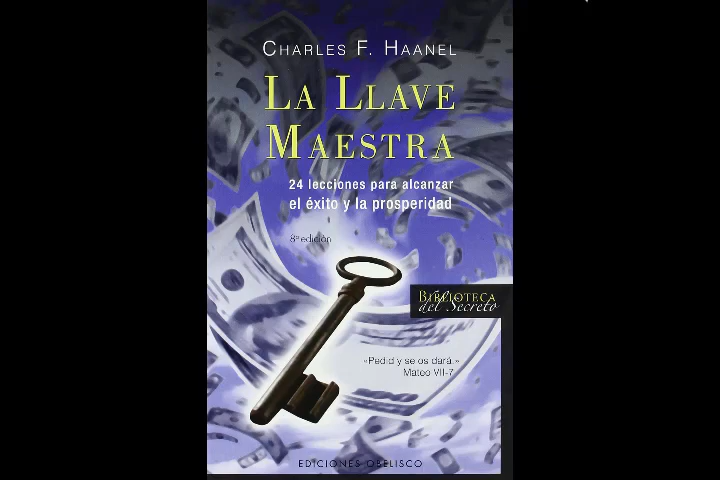 CHARLES F. HAANEL
LA LLAVE
MAESTRA
24 lecciones para alcanzar
el éxito y la prosperidad
8ª edición
BIBLIOTECA
del Secreto
«Pedid y se os dará.»
Mateo VII-7
EDICIONES OBELISCO